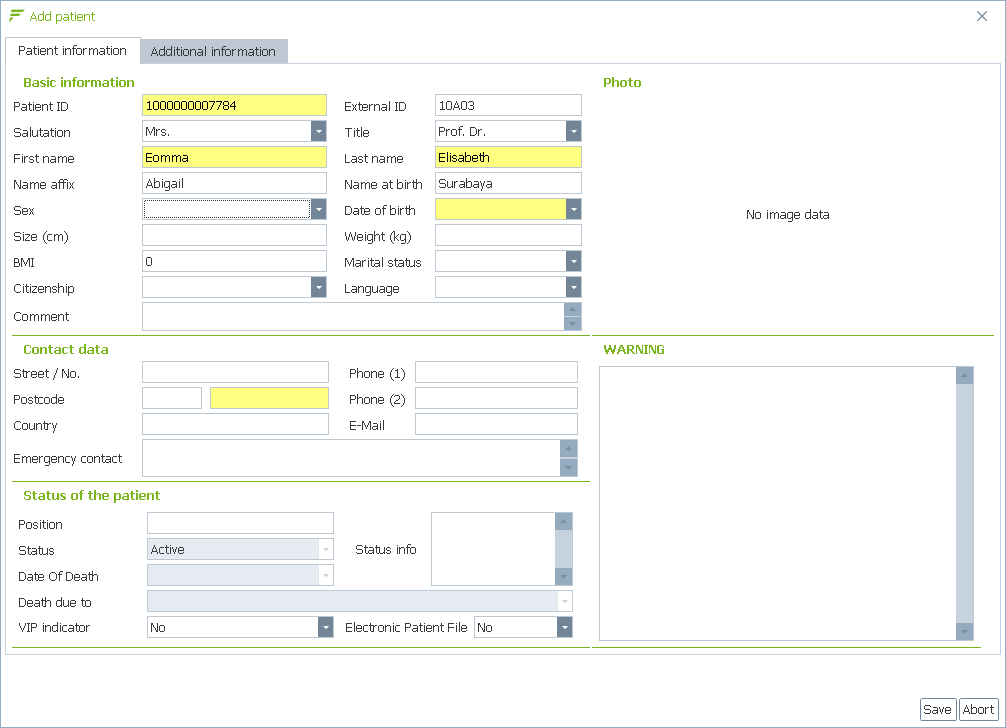 Add patient
Patient information Additional information
Basic information Photo
Patient ID 1000000007784 External ID 10A03
Salutation Mrs. Title Prof. Dr.
First name Eomma Last name Elisabeth
Name affix Abigail Name at birth Surabaya
Sex Date of birth
No image data
Size (cm) Weight (kg)
BMI 0 Marital status
Citizenship Language
Comment
Contact data WARNING
Street / No. Phone (1)
Postcode Phone (2)
Country E-Mail
Emergency contact
Status of the patient
Position
Status Active Status info
Date Of Death
Death due to
VIP indicator No Electronic Patient File No
Save Abort